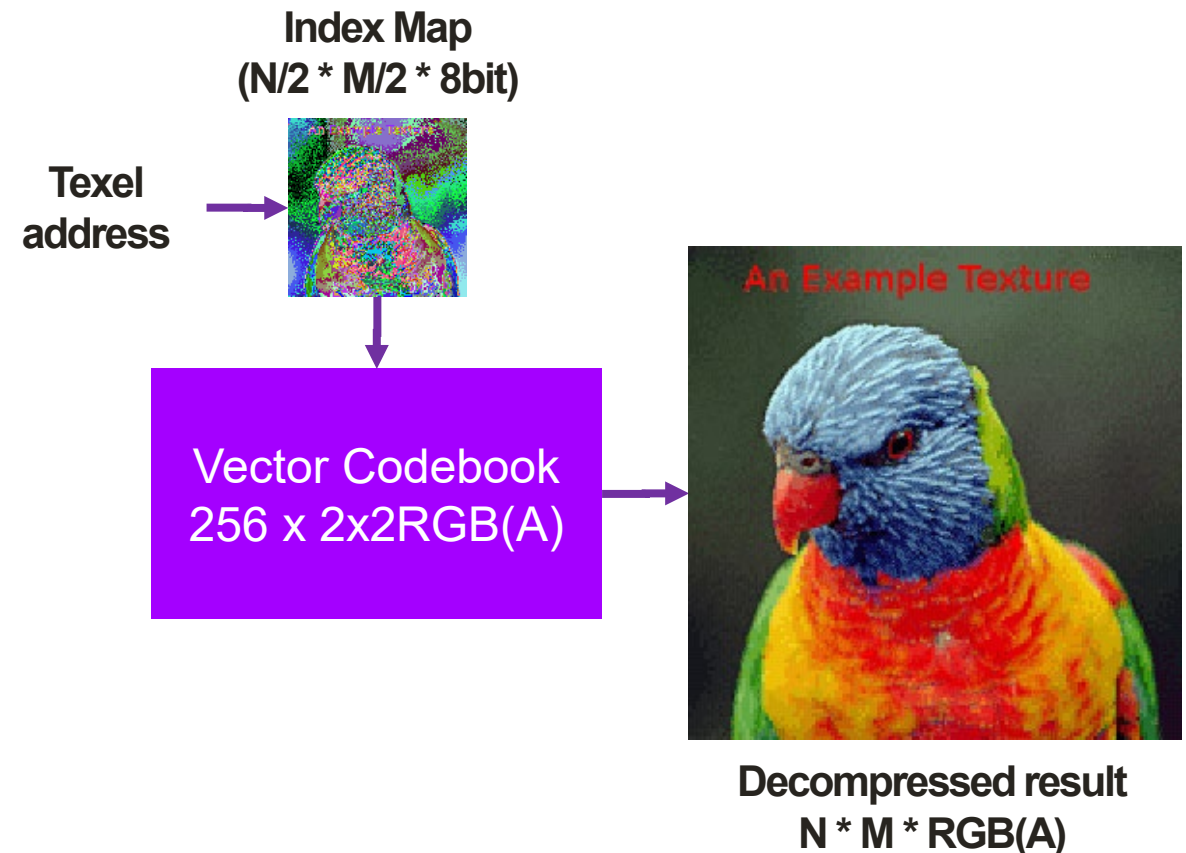 Index Map
(N/2 * M/2 * 8bit)
Texel
address
Vector Codebook
256 x 2x2RGB(A)
An Example Texture
Decompressed result
N * M * RGB(A)